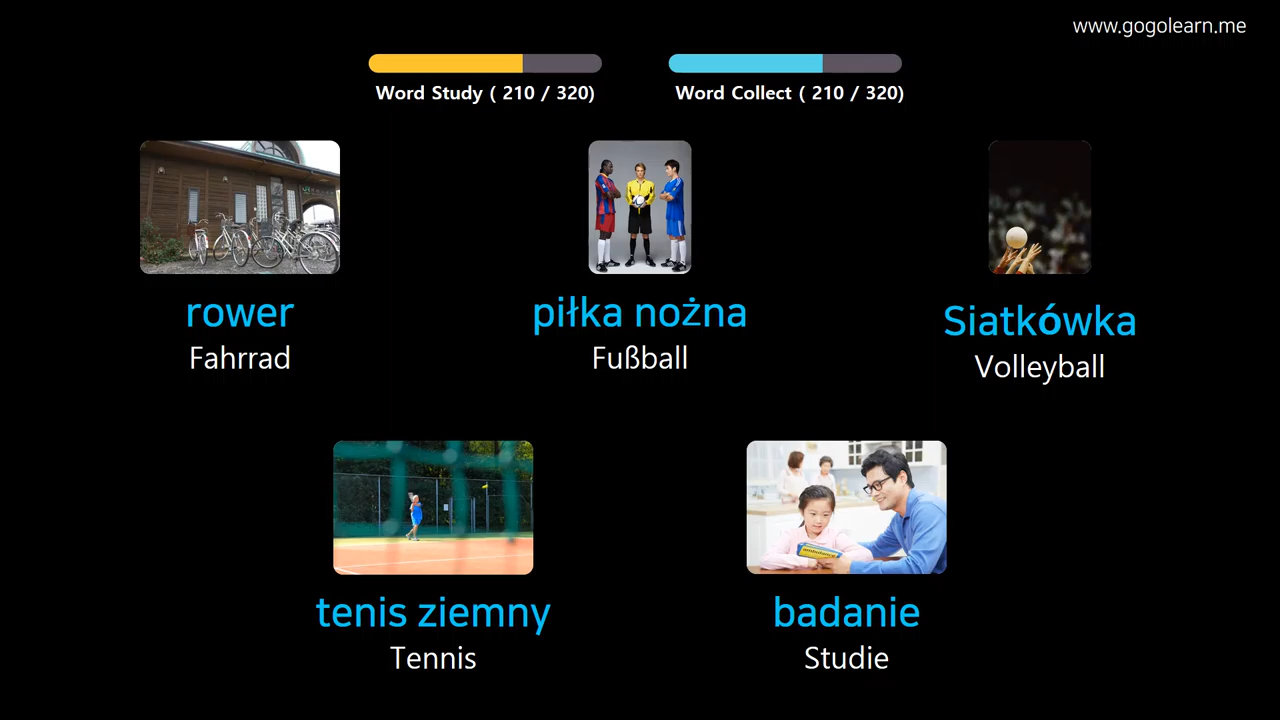 www.gogolearn.me
Word Study ( 210 / 320)
Word Collect ( 210 / 320)
rower
Fahrrad
piłka nożna
Fußball
Siatkówka
Volleyball
tenis ziemny
Tennis
ambulance
badanie
Studie